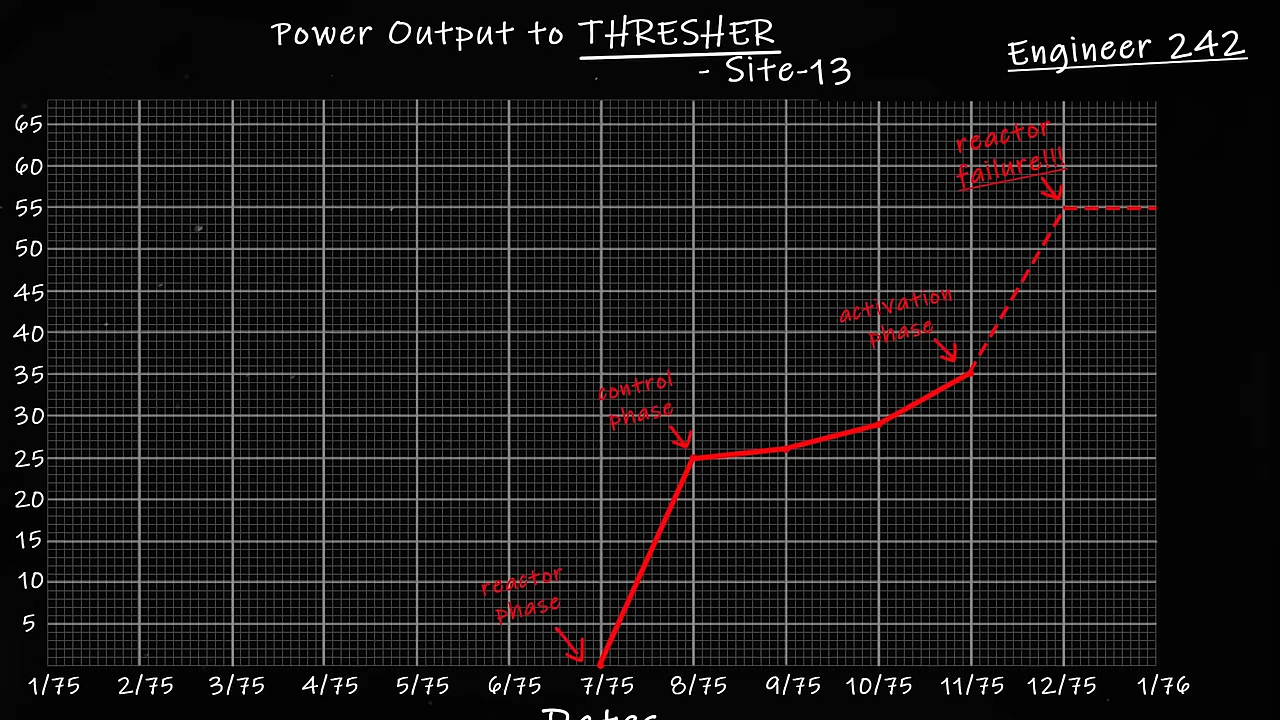 Power Output to THRESHER
- Site-13
Engineer 242
65
60
55
50
45
40
35
30
25
20
15
10
5
reactor
failure!!!
activation
phase
control
phase
reactor
phase
1/75 2/75 3/75 4/75 5/75 6/75 7/75 8/75 9/75 10/75 11/75 12/75 1/76
Dates